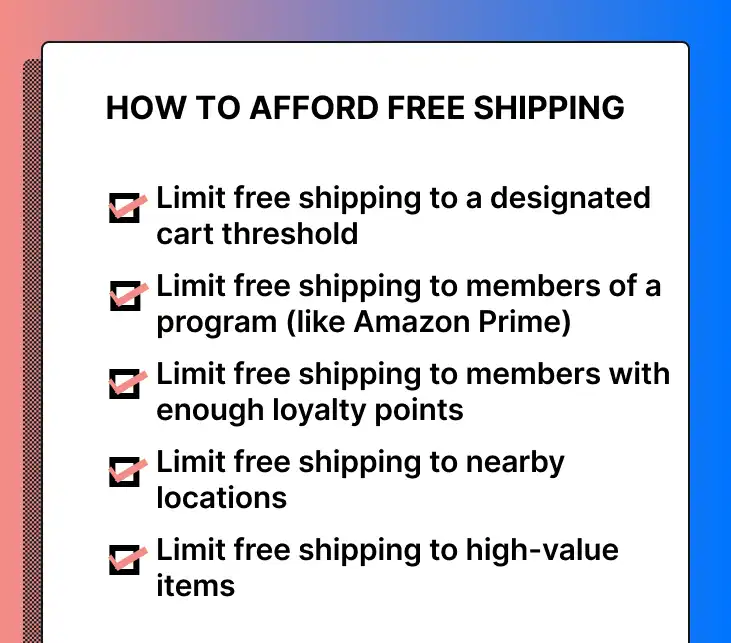 HOW TO AFFORD FREE SHIPPING
Limit free shipping to a designated
cart threshold
Limit free shipping to members of a
program (like Amazon Prime)
Limit free shipping to members with
enough loyalty points
Limit free shipping to nearby
locations
Limit free shipping to high-value
items